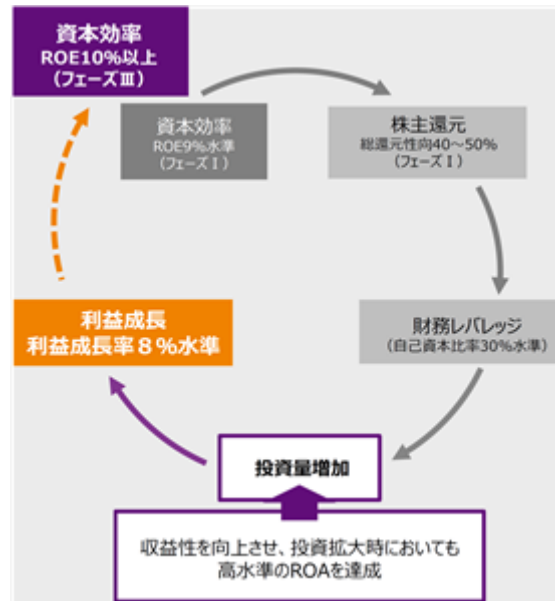 資本効率
ROE10%以上
(フェーズⅢ)
資本効率
ROE9%水準
(フェーズⅠ)
株主還元
総還元性向40～50%
(フェーズⅠ)
利益成長
利益成長率８%水準
財務レバレッジ
(自己資本比率30%水準)
投資量増加
収益性を向上させ、投資拡大時においても
高水準のROAを達成